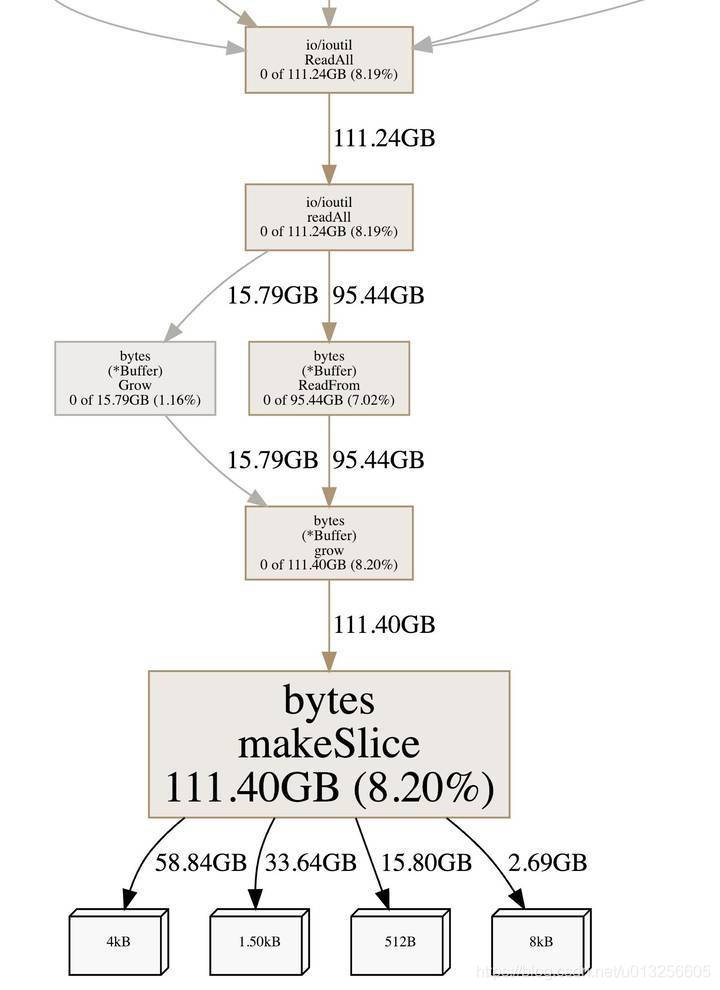 io/ioutil
ReadAll
0 of 111.24GB (8.19%)
111.24GB
io/ioutil
readAll
0 of 111.24GB (8.19%)
15.79GB
95.44GB
bytes
(*Buffer)
Grow
0 of 15.79GB (1.16%)
bytes
(*Buffer)
ReadFrom
0 of 95.44GB (7.02%)
15.79GB
95.44GB
bytes
(*Buffer)
grow
0 of 111.40GB (8.20%)
111.40GB
bytes
makeSlice
111.40GB (8.20%)
58.84GB
33.64GB
15.80GB
2.69GB
4kB
1.50kB
512B
8kB
https://blog.csdn.net/u013256605